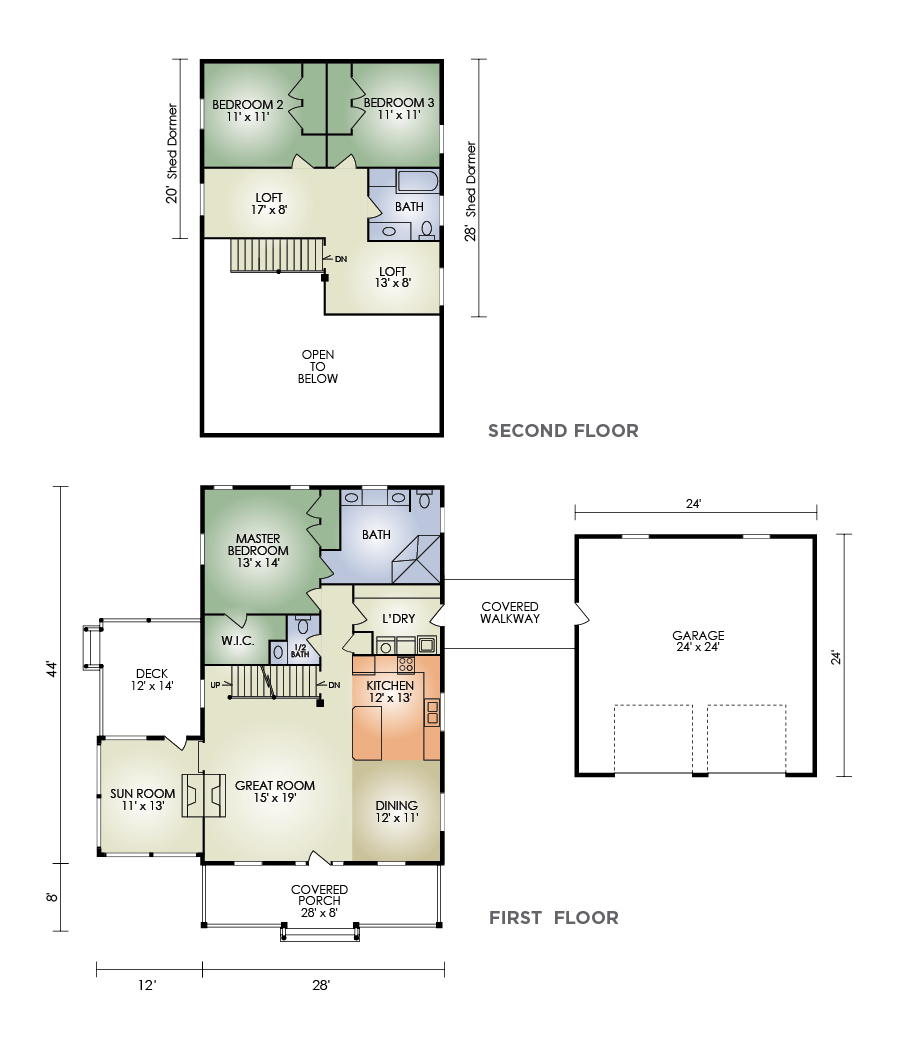 BEDROOM 2
11' x 11'
BEDROOM 3
11' x 11'
20' Shed Dormer
28' Shed Dormer
LOFT
17' x 8'
BATH
DN
LOFT
13' x 8'
OPEN
TO
BELOW
SECOND FLOOR
24'
MASTER
BEDROOM
13' x 14'
BATH
COVERED
WALKWAY
L'DRY
W.I.C.
1/2
BATH
GARAGE
24' x 24'
24'
44'
DECK
12' x 14'
UP
DN
KITCHEN
12' x 13'
SUN ROOM
11' x 13'
GREAT ROOM
15' x 19'
DINING
12' x 11'
COVERED
PORCH
28' x 8'
8'
FIRST FLOOR
12'
28'